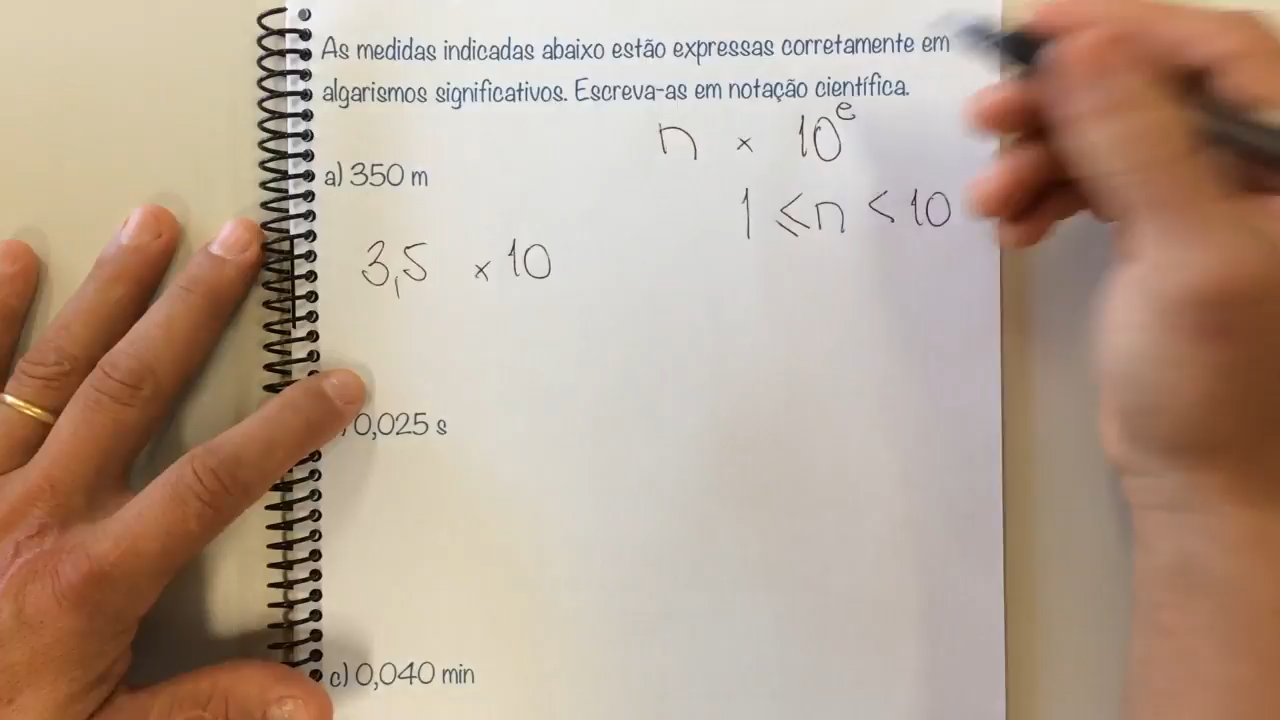 As medidas indicadas abaixo estão expressas corretamente em
algarismos significativos. Escreva-as em notação científica.
n × 10^e
a) 350 m
1 ≤ n < 10
3,5 × 10
0,025 s
c) 0,040 min